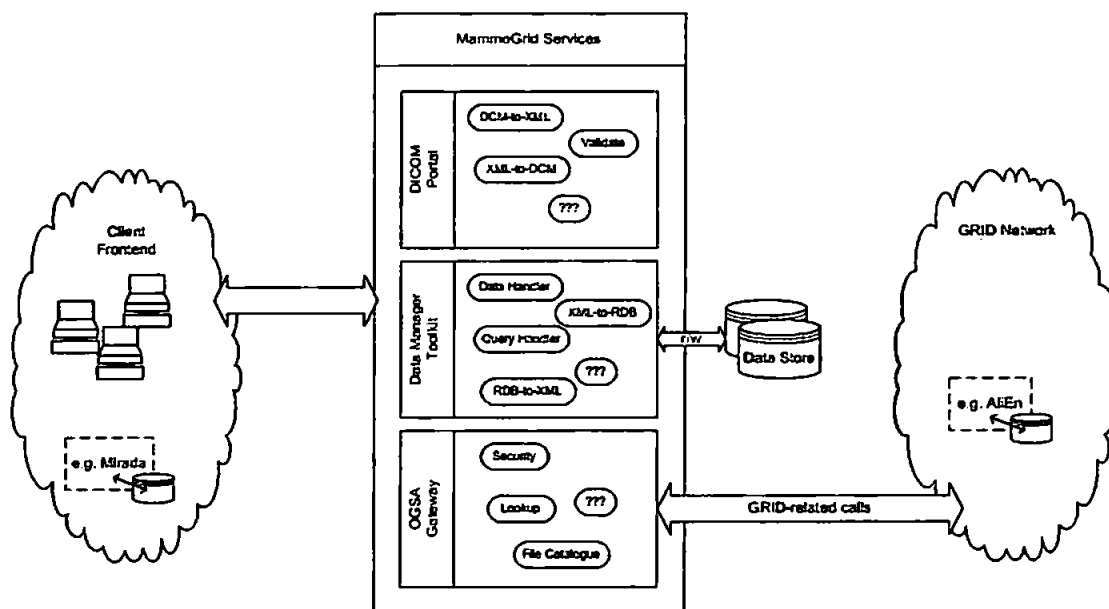 MammoGrid Services
DICOM
Portal
DCM-to-XML
Validate
XML-to-DCM
???
Client
Frontend
GRID Network
Data Manager
Toolkit
Data Handler
XML-to-RDB
Query Handler
???
RDB-to-XML
Data Store
e.g. Mirada
e.g. AliEn
OGSA
Gateway
Security
Lookup
???
File Catalogue
GRID-related calls